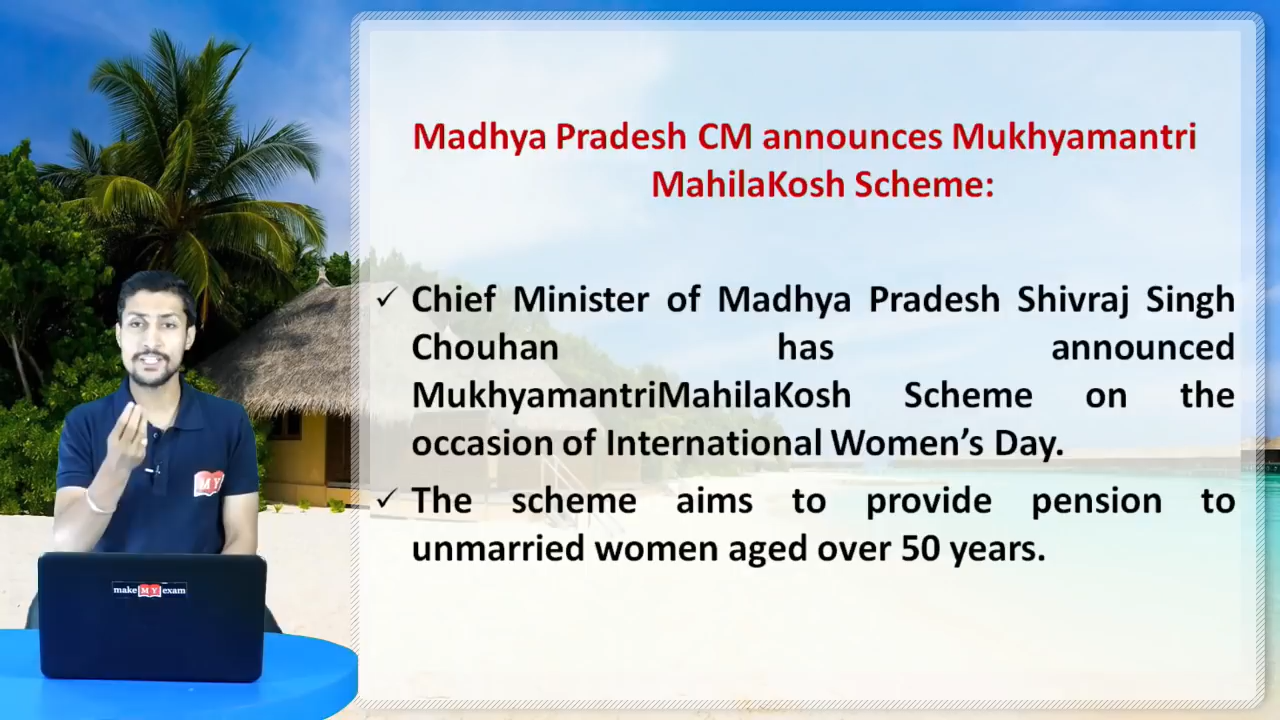 Madhya Pradesh CM announces Mukhyamantri
MahilaKosh Scheme:
✓ Chief Minister of Madhya Pradesh Shivraj Singh
Chouhan has announced
MukhyamantriMahilaKosh Scheme on the
occasion of International Women’s Day.
✓ The scheme aims to provide pension to
unmarried women aged over 50 years.
MY
make MY exam